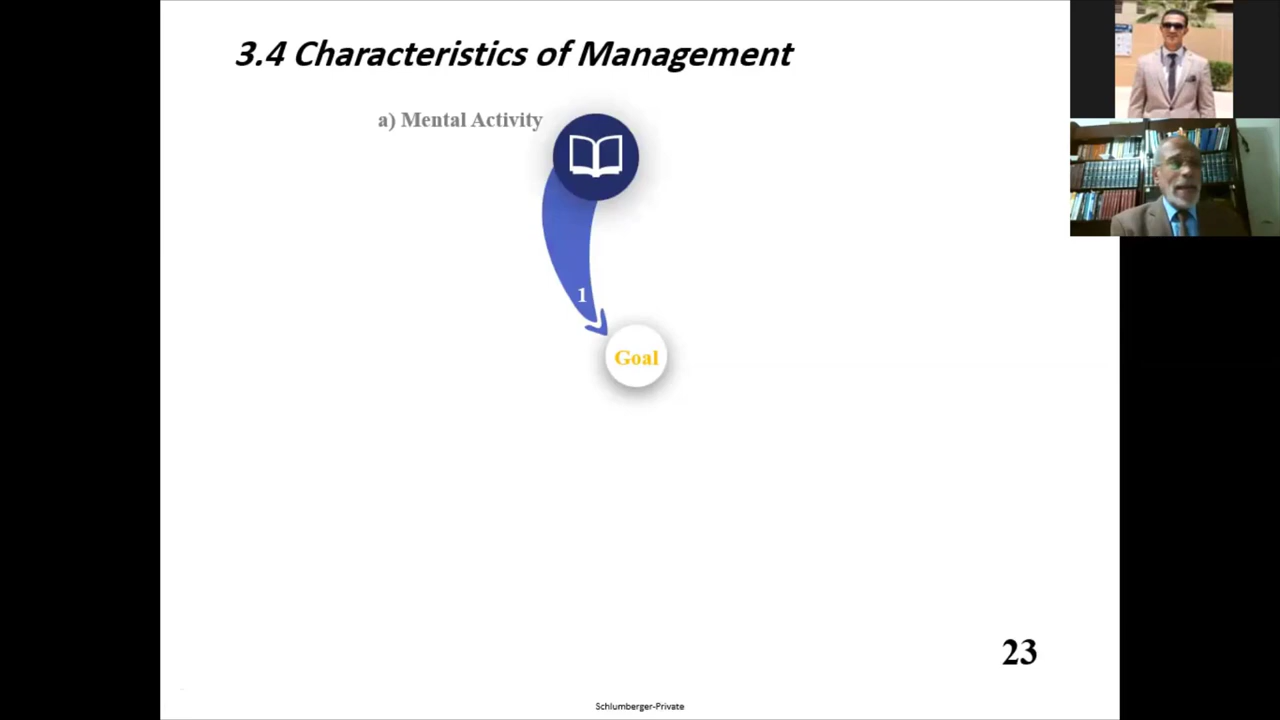 3.4 Characteristics of Management
a) Mental Activity
1
Goal
23
Schlumberger-Private